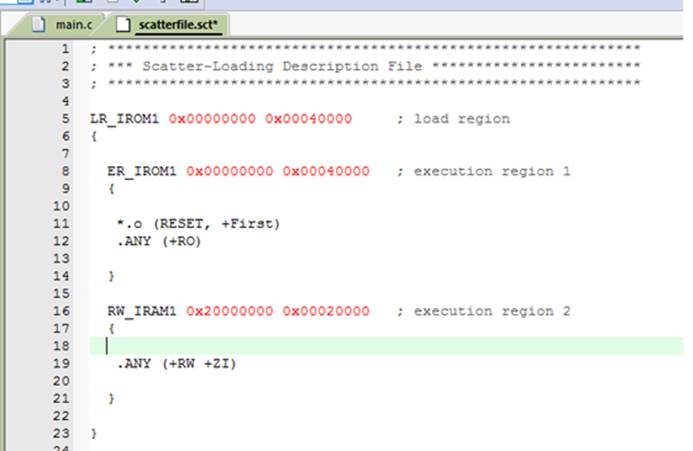 main.c scatterfile.sct*
1 ; *************************************************************
2 ; *** Scatter-Loading Description File ************************
3 ; *************************************************************
4
5 LR_IROM1 0x00000000 0x00040000 ; load region
6 {
7
8 ER_IROM1 0x00000000 0x00040000 ; execution region 1
9 {
10
11 *.o (RESET, +First)
12 .ANY (+RO)
13
14 }
15
16 RW_IRAM1 0x20000000 0x00020000 ; execution region 2
17 {
18
19 .ANY (+RW +ZI)
20
21 }
22
23 }
24